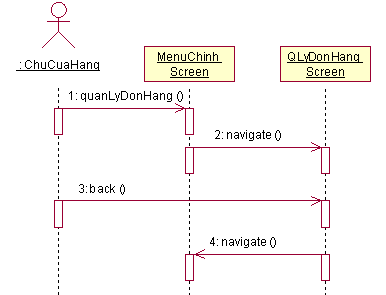 : ChuCuaHang
MenuChinh
Screen
QLyDonHang
Screen
1: quanLyDonHang ()
2: navigate ()
3: back ()
4: navigate ()